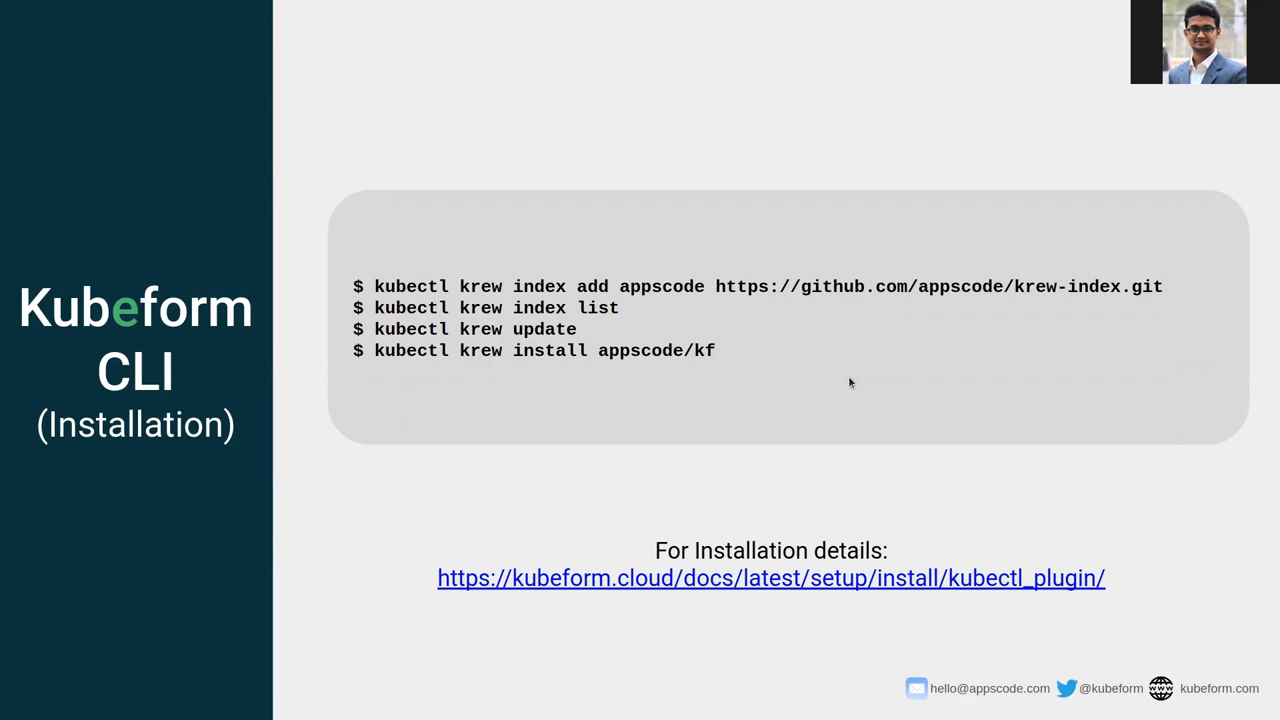 Kubeform
CLI
(Installation)
$ kubectl krew index add appscode https://github.com/appscode/krew-index.git
$ kubectl krew index list
$ kubectl krew update
$ kubectl krew install appscode/kf
For Installation details:
https://kubeform.cloud/docs/latest/setup/install/kubectl_plugin/
hello@appscode.com @kubeform kubeform.com